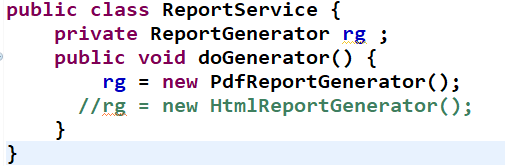 public class ReportService {
    private ReportGenerator rg ;
    public void doGenerator() {
        rg = new PdfReportGenerator();
      //rg = new HtmlReportGenerator();
    }
}